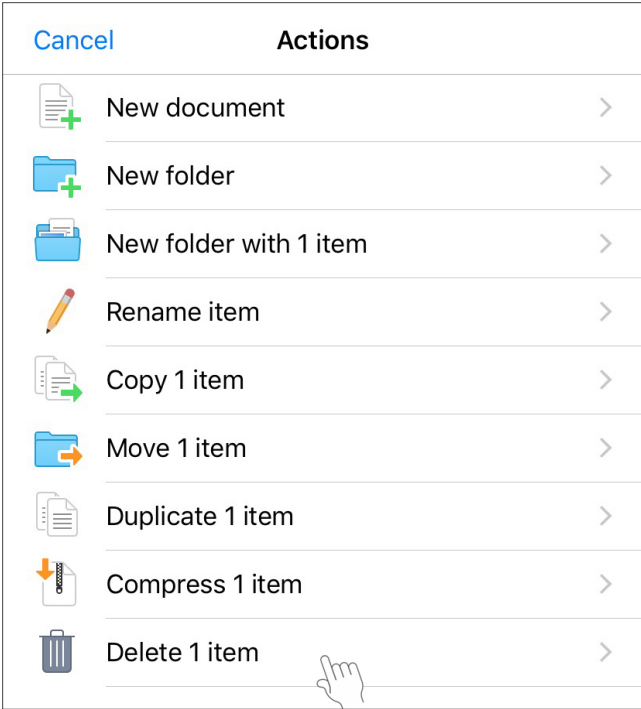 Cancel Actions
New document
New folder
New folder with 1 item
Rename item
Copy 1 item
Move 1 item
Duplicate 1 item
Compress 1 item
Delete 1 item